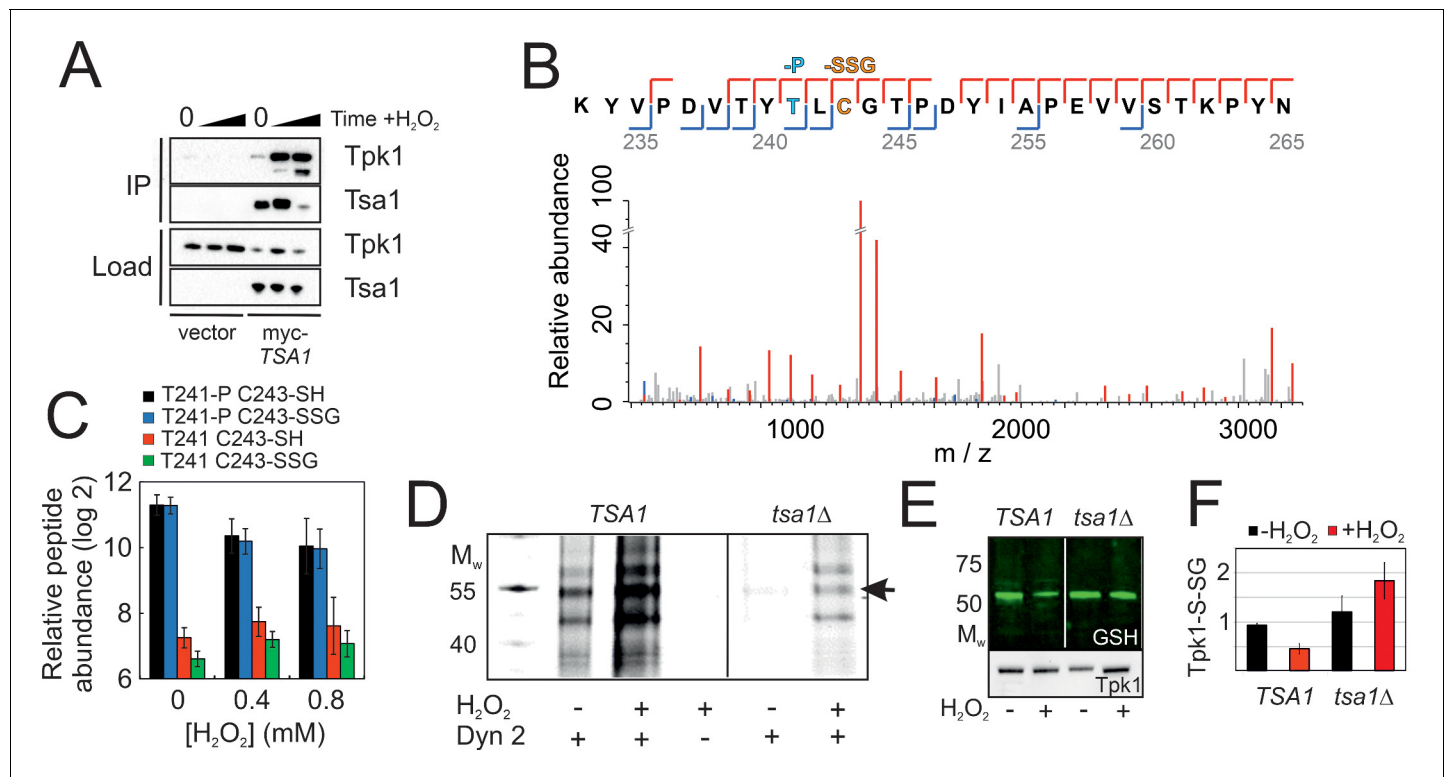 A
0 0 Time +H₂O₂
IP
Tpk1
Tsa1
Load
Tpk1
Tsa1
vector myc-
TSA1
B
-P -SSG
K Y V P D V T Y T L C G T P D Y I A P E V V S T K P Y N
235 240 245 255 260 265
Relative abundance
100
40
20
0
1000 2000 3000
m / z
C
T241-P C243-SH
T241-P C243-SSG
T241 C243-SH
T241 C243-SSG
Relative peptide
abundance (log 2)
12
10
8
6
0 0.4 0.8
[H₂O₂] (mM)
D
TSA1 tsa1Δ
Mw
55
40
H₂O₂ - + + - +
Dyn 2 + + - + +
E
TSA1 tsa1Δ
75
50
Mw
GSH
Tpk1
H₂O₂ - + - +
F
-H₂O₂ +H₂O₂
Tpk1-S-SG
2
1
TSA1 tsa1Δ